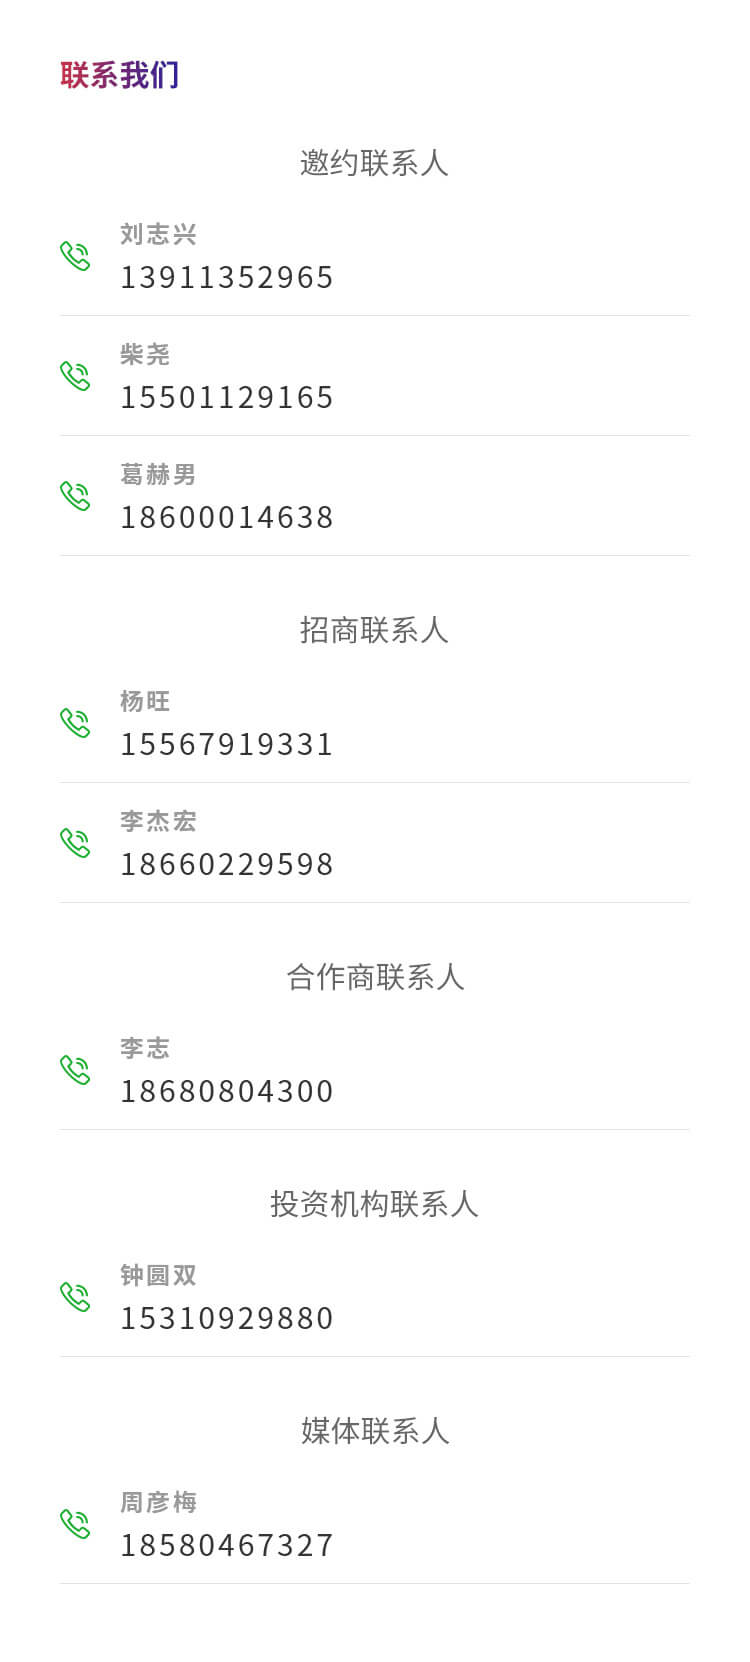 联系我们
邀约联系人
刘志兴
13911352965
柴尧
15501129165
葛赫男
18600014638
招商联系人
杨旺
15567919331
李杰宏
18660229598
合作商联系人
李志
18680804300
投资机构联系人
钟圆双
15310929880
媒体联系人
周彦梅
18580467327